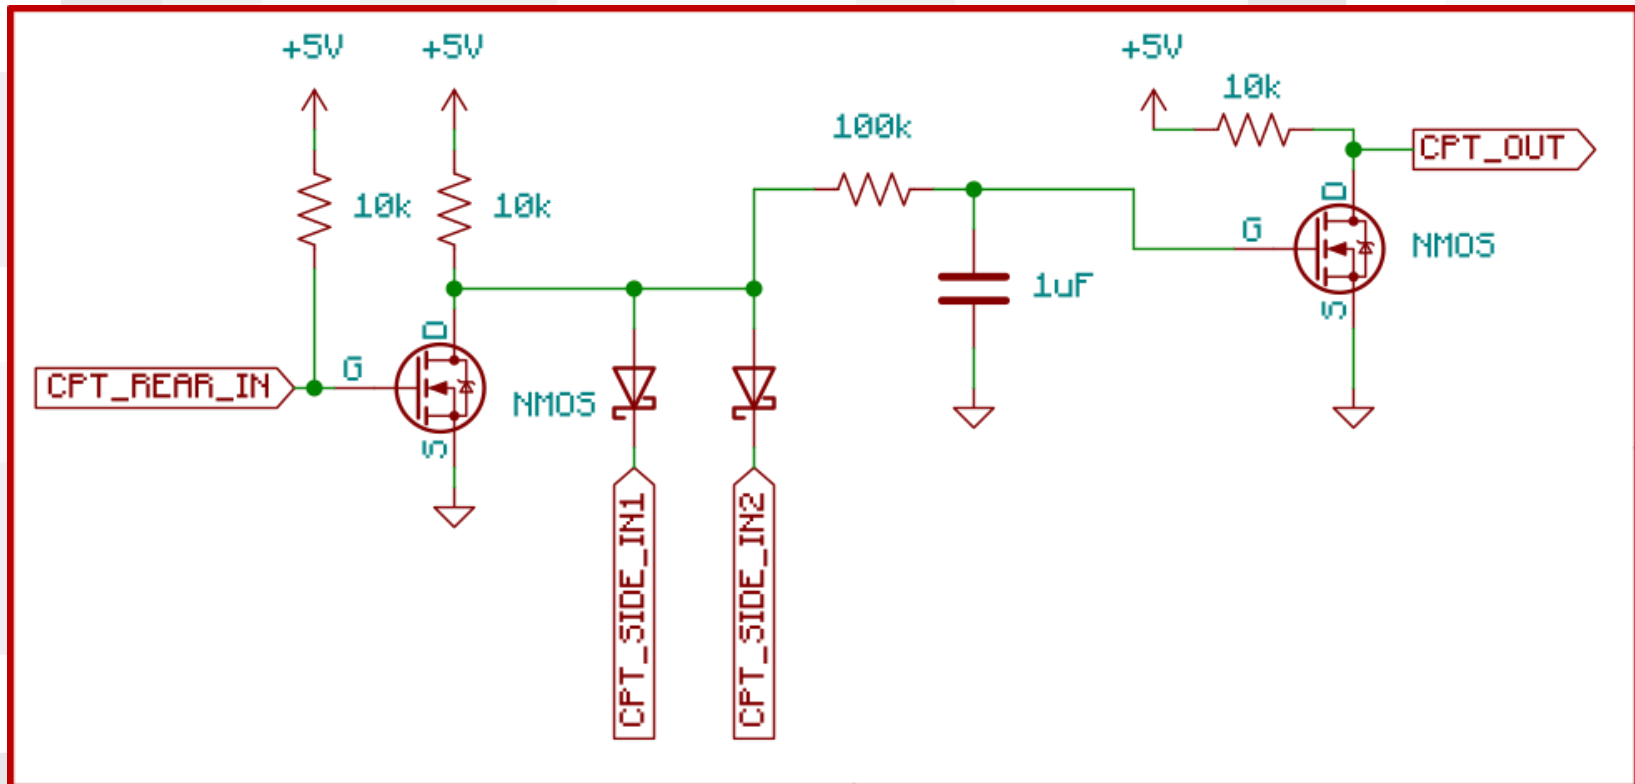 +5V
+5V
+5V
10k
100k
10k
10k
CPT_OUT
D
G
NMOS
S
1uF
D
G
CPT_REAR_IN
NMOS
S
CPT_SIDE_IN1
CPT_SIDE_IN2